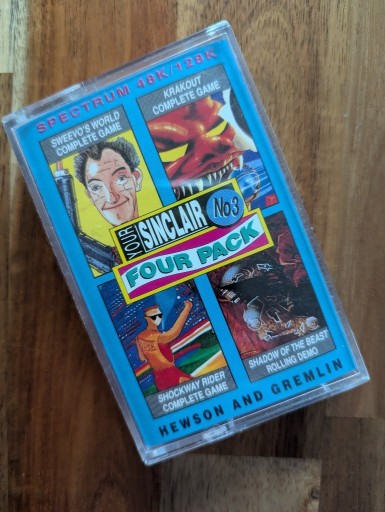 SPECTRUM 48K/128K
SWEEVO'S WORLD
COMPLETE GAME
KRAKOUT
COMPLETE GAME
YOUR
SINCLAIR
No3
FOUR PACK
SHOCKWAY RIDER
COMPLETE GAME
SHADOW OF THE BEAST
ROLLING DEMO
HEWSON AND GREMLIN